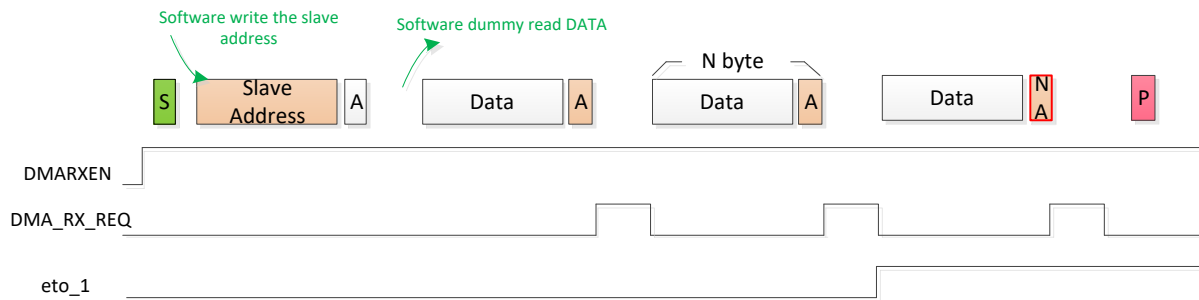 Software write the slave
address
Software dummy read DATA
N byte
S
Slave
Address
A
Data
A
Data
A
Data
N
A
P
DMARXEN
DMA_RX_REQ
eto_1